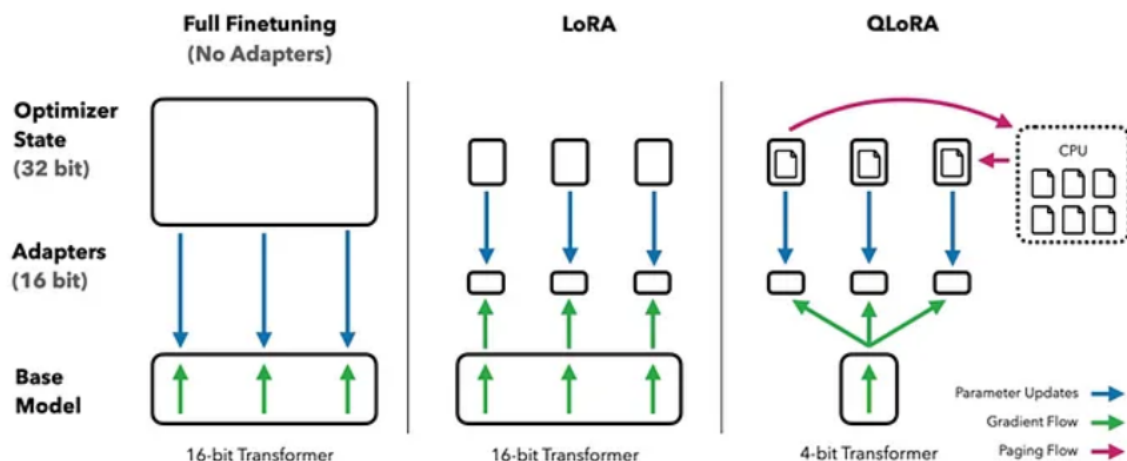 Full Finetuning
(No Adapters)
LoRA
QLoRA
Optimizer
State
(32 bit)
CPU
Adapters
(16 bit)
Base
Model
Parameter Updates
Gradient Flow
Paging Flow
16-bit Transformer
16-bit Transformer
4-bit Transformer